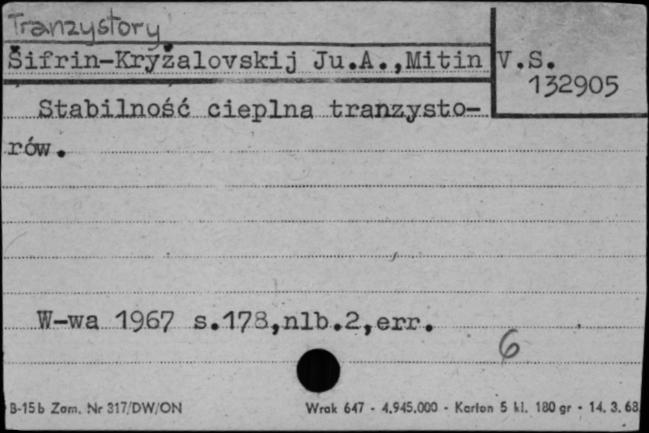 Tranzystory
Šifrin-Kryžalovskij Ju.A.,Mitin V.S.
132905
Stabilność cieplna tranzysto-
rów.
W-wa 1967 s.178,nlb.2,err.
6
B-15b Zam. Nr 317/DW/ON Wrak 647 - 4.945.000 - Karton 5 kl. 180 gr - 14. 3. 68